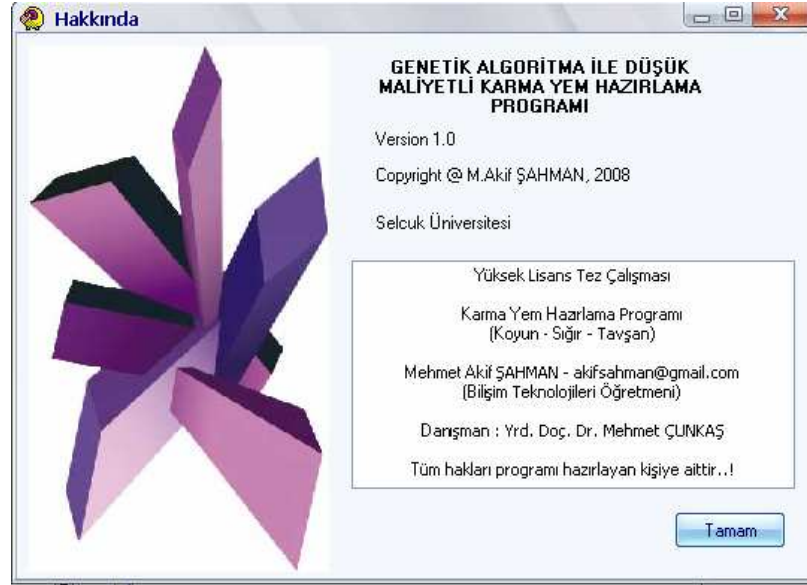 Hakkında
GENETİK ALGORİTMA İLE DÜŞÜK
MALİYETLİ KARMA YEM HAZIRLAMA
PROGRAMI
Version 1.0
Copyright @ M.Akif ŞAHMAN, 2008
Selcuk Üniversitesi
Yüksek Lisans Tez Çalışması
Karma Yem Hazırlama Programı
(Koyun - Sığır - Tavşan)
Mehmet Akif ŞAHMAN - akifsahman@gmail.com
(Bilişim Teknolojileri Öğretmeni)
Danışman : Yrd. Doç. Dr. Mehmet ÇUNKAŞ
Tüm hakları programı hazırlayan kişiye aittir..!
Tamam